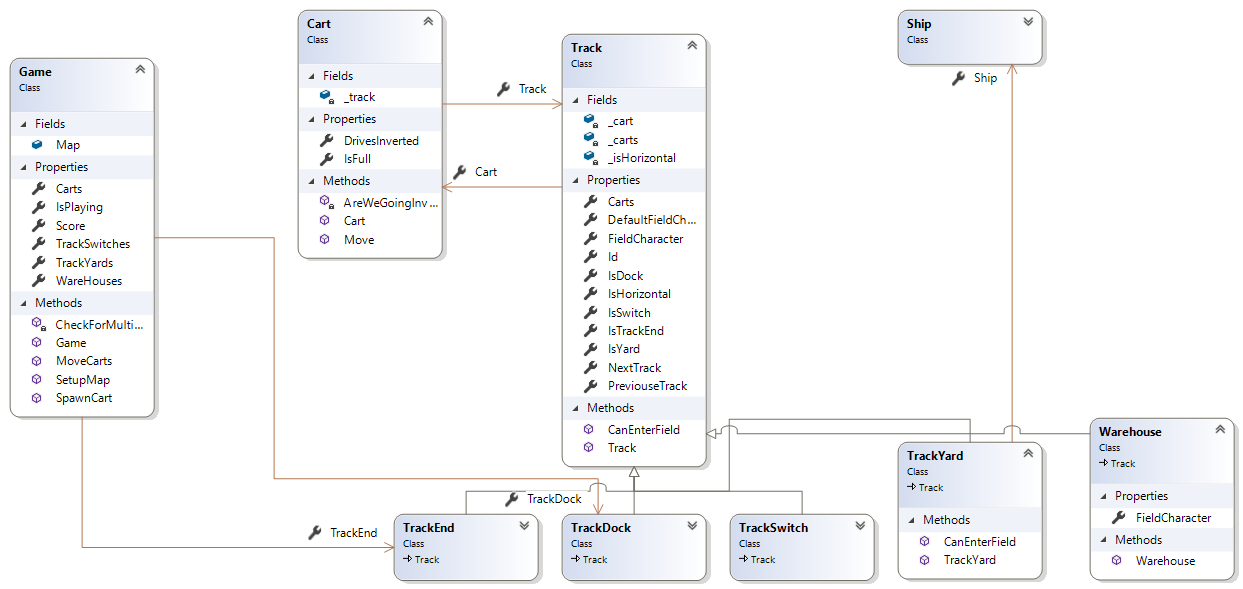 Game
Class
Fields
Map
Properties
Carts
IsPlaying
Score
TrackSwitches
TrackYards
WareHouses
Methods
CheckForMulti...
Game
MoveCarts
SetupMap
SpawnCart
Cart
Class
Fields
_track
Properties
DrivesInverted
IsFull
Methods
AreWeGoingInv...
Cart
Move
Track
Cart
Track
Class
Fields
_cart
_carts
_isHorizontal
Properties
Carts
DefaultFieldCh...
FieldCharacter
Id
IsDock
IsHorizontal
IsSwitch
IsTrackEnd
IsYard
NextTrack
PreviouseTrack
Methods
CanEnterField
Track
Ship
Class
Ship
TrackEnd
TrackDock
TrackEnd
Class
Track
TrackDock
Class
Track
TrackSwitch
Class
Track
TrackYard
Class
Track
Methods
CanEnterField
TrackYard
Warehouse
Class
Track
Properties
FieldCharacter
Methods
Warehouse